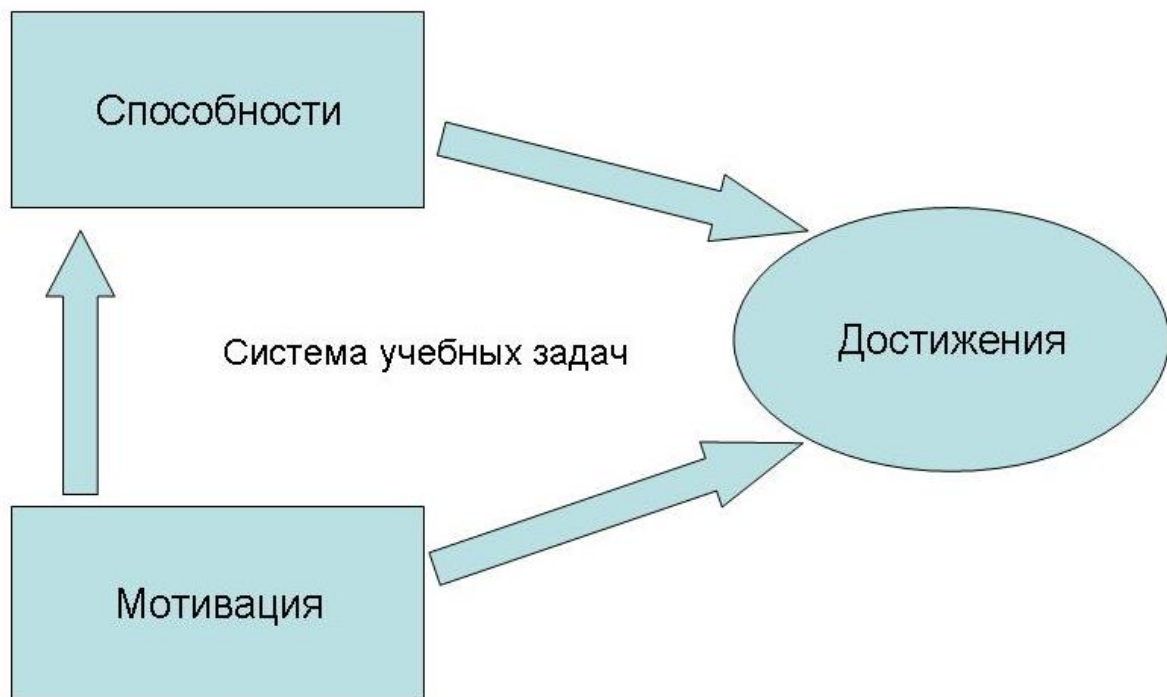 Способности
Система учебных задач
Достижения
Мотивация